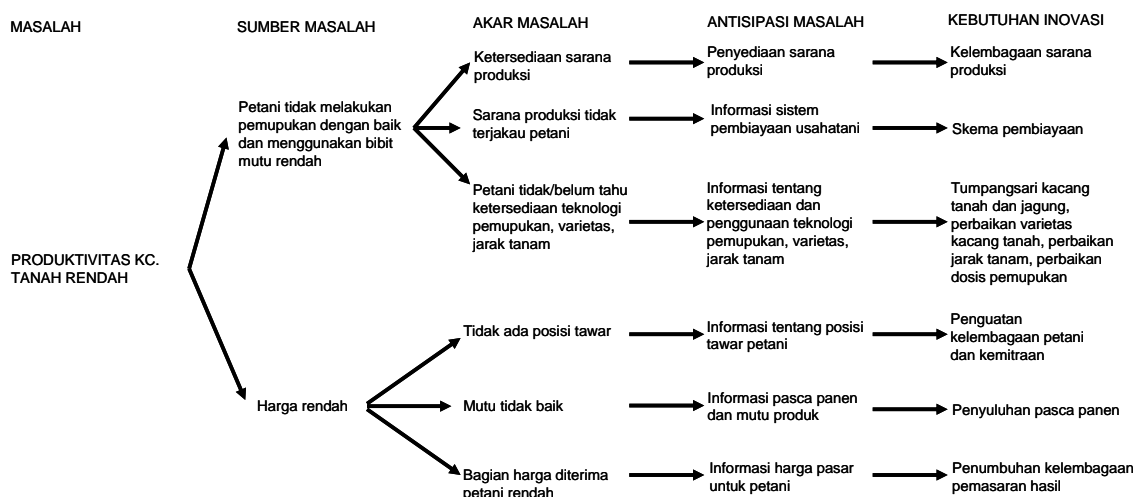 MASALAH
SUMBER MASALAH
AKAR MASALAH
ANTISIPASI MASALAH
KEBUTUHAN INOVASI
PRODUKTIVITAS KC.
TANAH RENDAH
Petani tidak melakukan
pemupukan dengan baik
dan menggunakan bibit
mutu rendah
Ketersediaan sarana
produksi
Penyediaan sarana
produksi
Kelembagaan sarana
produksi
Sarana produksi tidak
terjakau petani
Informasi sistem
pembiayaan usahatani
Skema pembiayaan
Petani tidak/belum tahu
ketersediaan teknologi
pemupukan, varietas,
jarak tanam
Informasi tentang
ketersediaan dan
penggunaan teknologi
pemupukan, varietas,
jarak tanam
Tumpangsari kacang
tanah dan jagung,
perbaikan varietas
kacang tanah, perbaikan
jarak tanam, perbaikan
dosis pemupukan
Harga rendah
Tidak ada posisi tawar
Informasi tentang posisi
tawar petani
Penguatan
kelembagaan petani
dan kemitraan
Mutu tidak baik
Informasi pasca panen
dan mutu produk
Penyuluhan pasca panen
Bagian harga diterima
petani rendah
Informasi harga pasar
untuk petani
Penumbuhan kelembagaan
pemasaran hasil